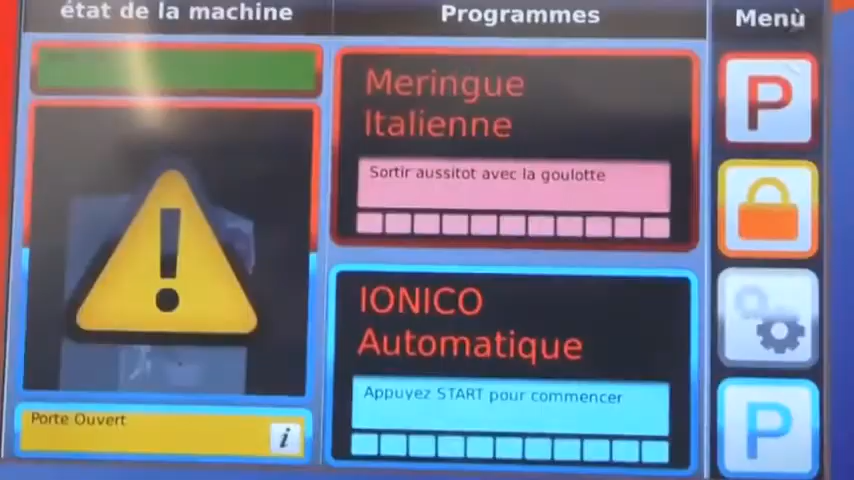 état de la machine
Programmes
Menù
Meringue
Italienne
Sortir aussitot avec la goulotte
P
IONICO
Automatique
Appuyez START pour commencer
P
Porte Ouvert
i